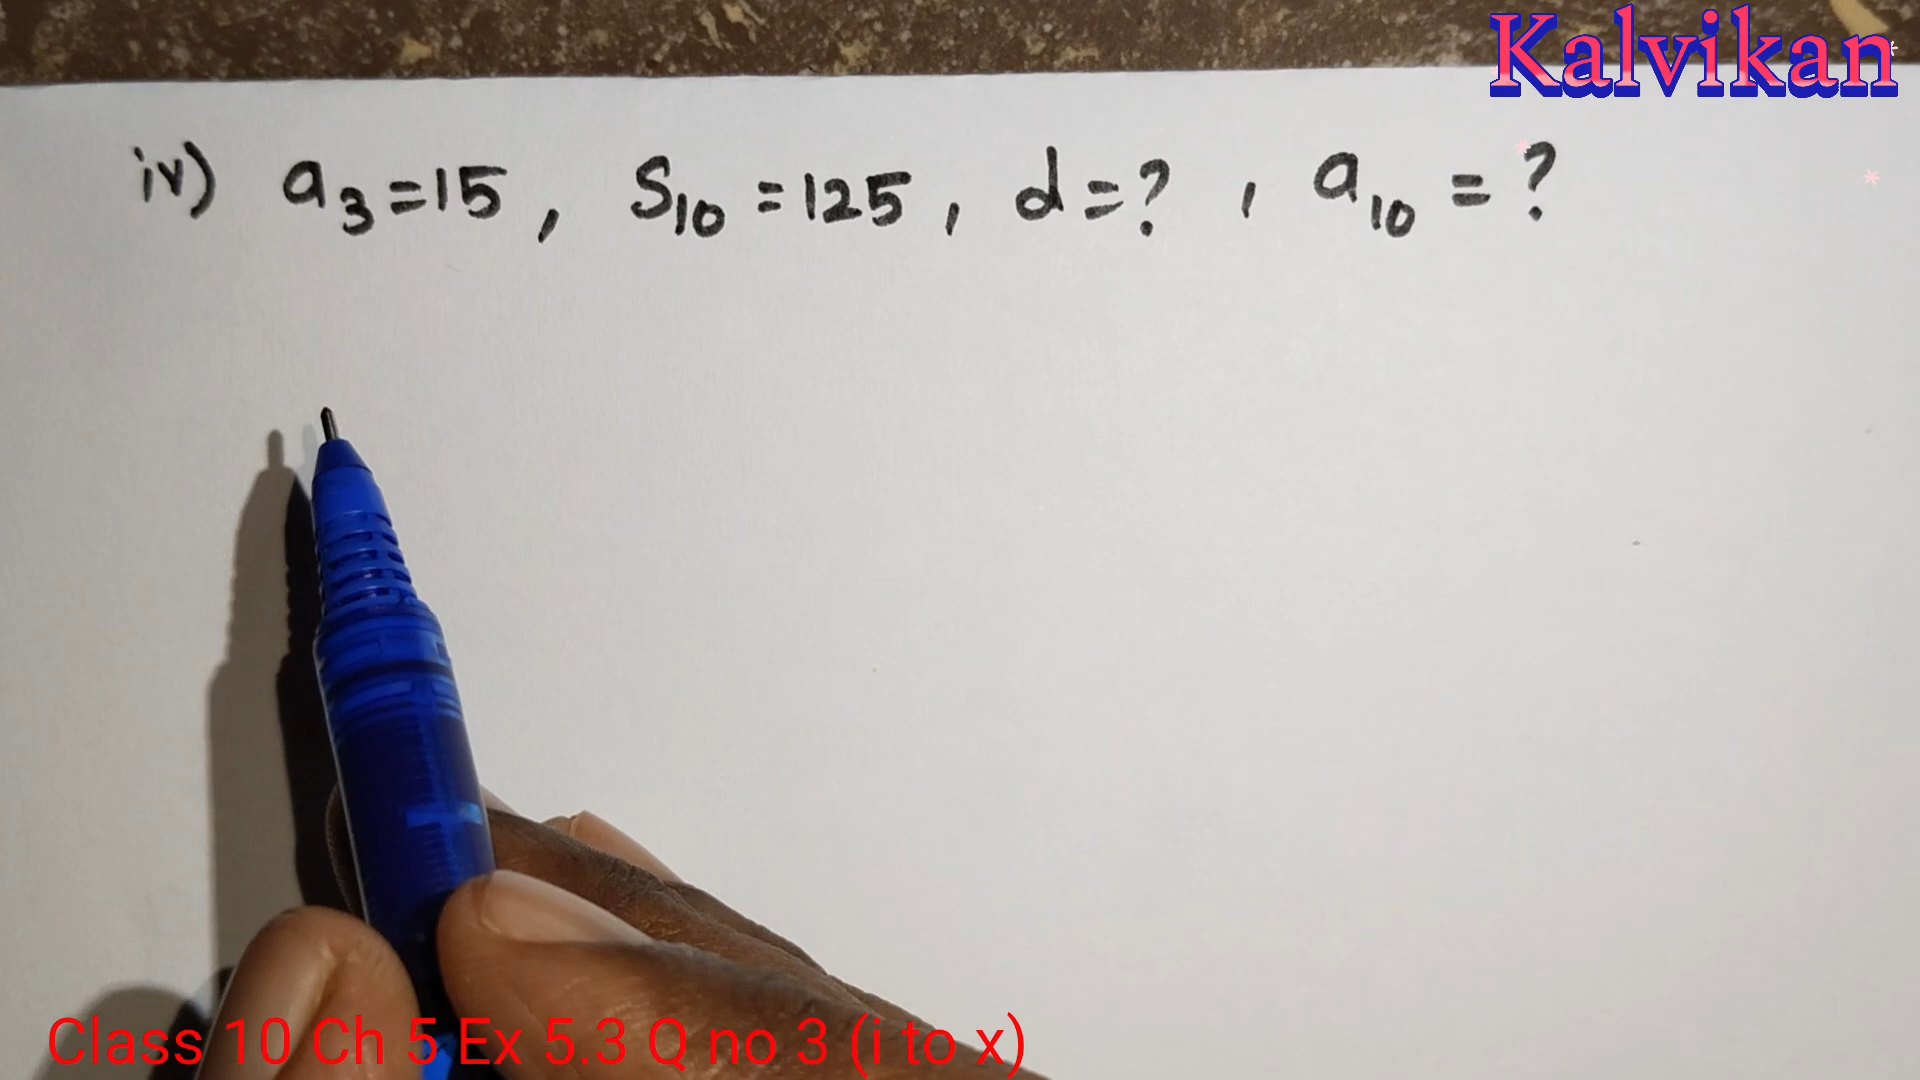 Kalvikan
iv) a₃=15, S₁₀=125, d=?, a₁₀=?
Class 10 Ch 5 Ex 5.3 Q no 3 (i to x)